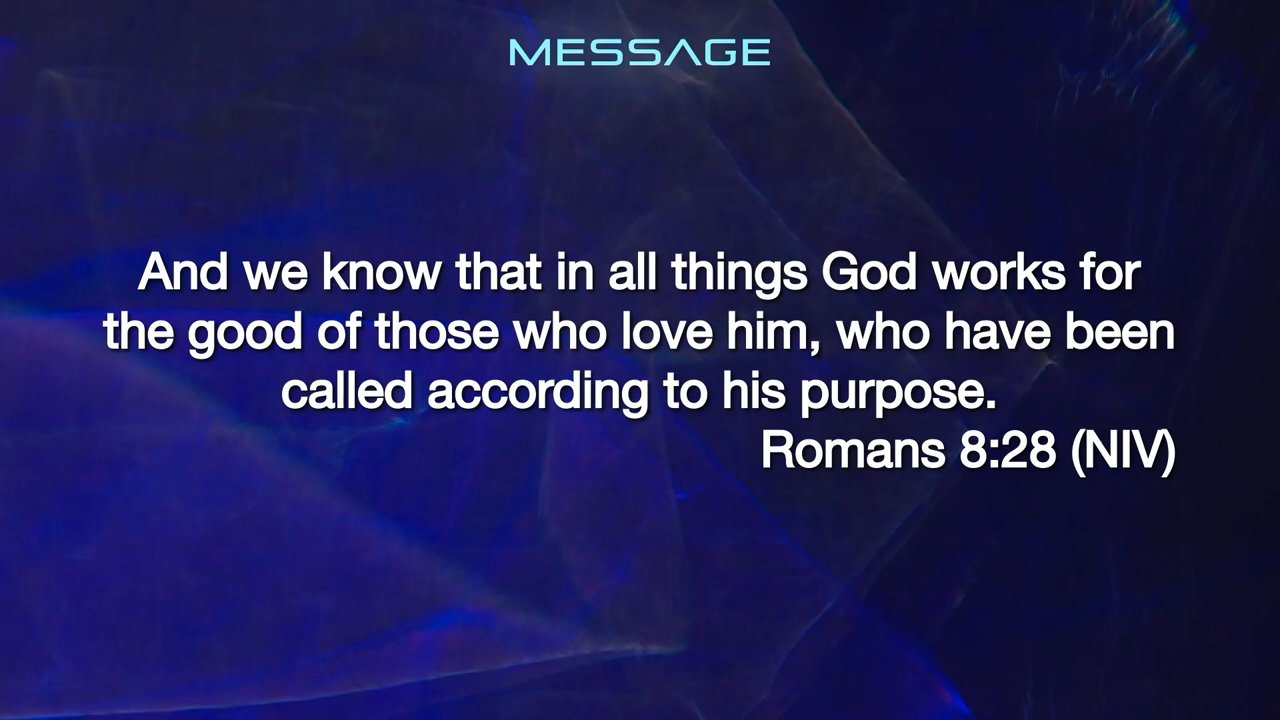 MESSAGE
And we know that in all things God works for
the good of those who love him, who have been
called according to his purpose.
Romans 8:28 (NIV)